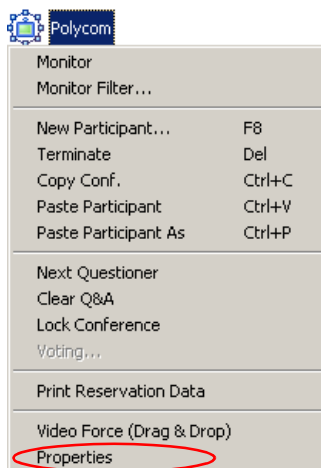 Polycom
Monitor
Monitor Filter...
New Participant... F8
Terminate Del
Copy Conf. Ctrl+C
Paste Participant Ctrl+V
Paste Participant As Ctrl+P
Next Questioner
Clear Q&A
Lock Conference
Voting...
Print Reservation Data
Video Force (Drag & Drop)
Properties